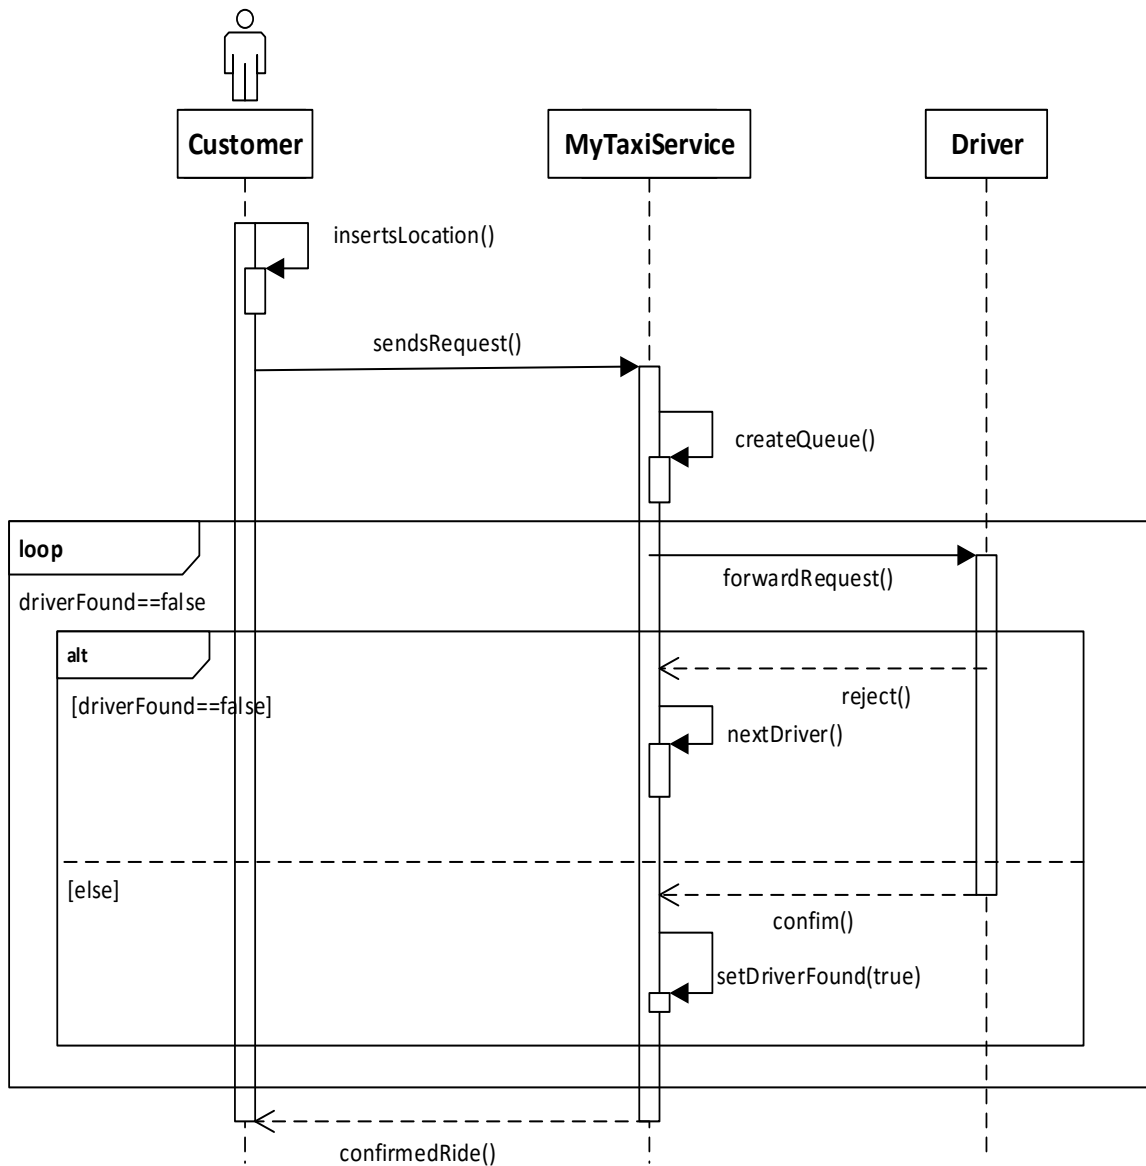 Customer
MyTaxiService
Driver
insertsLocation()
sendsRequest()
createQueue()
loop
forwardRequest()
driverFound==false
alt
reject()
[driverFound==false]
nextDriver()
[else]
confim()
setDriverFound(true)
confirmedRide()